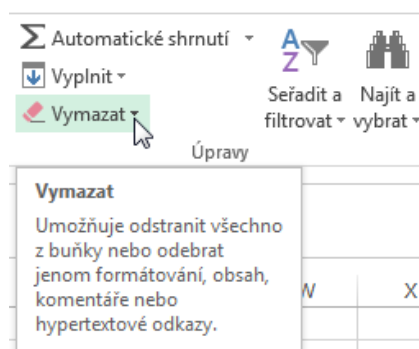 Automatické shrnutí
Vyplnit
Vymazat
Seřadit a
filtrovat
Najít a
vybrat
Úpravy
Vymazat
Umožňuje odstranit všechno
z buňky nebo odebrat
jenom formátování, obsah,
komentáře nebo
hypertextové odkazy.
W
X